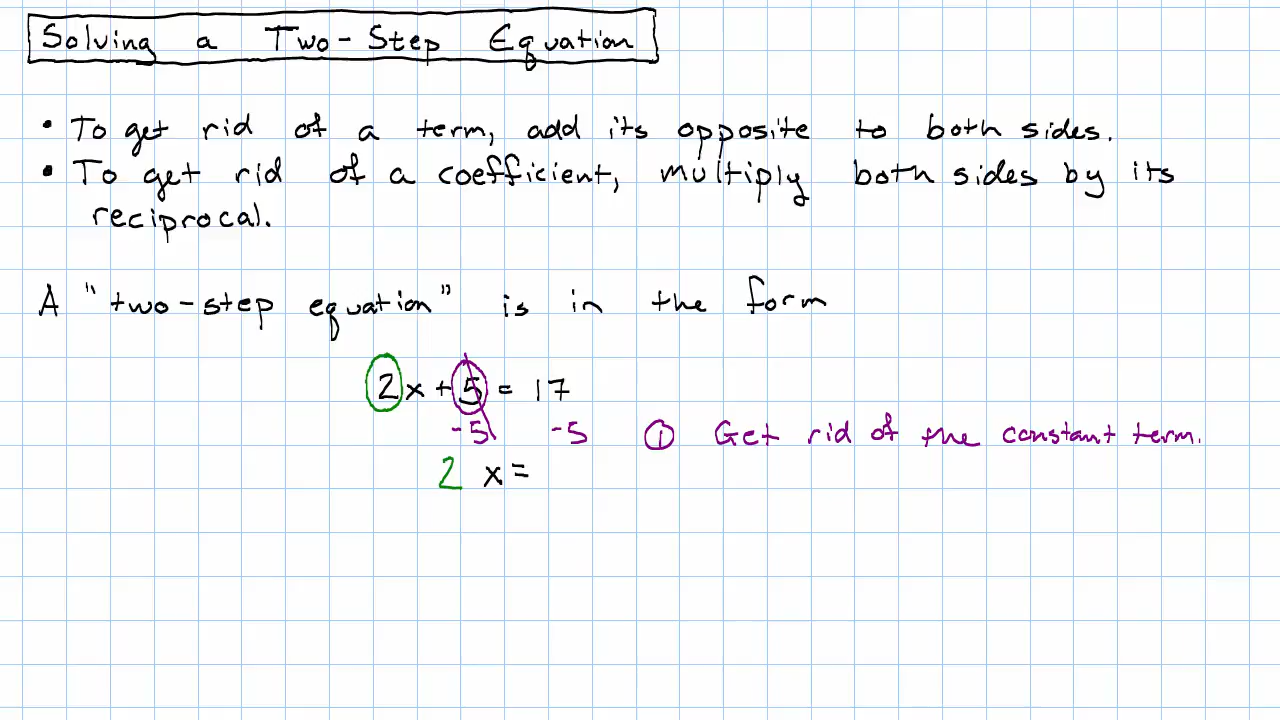 Solving a Two-Step Equation
• To get rid of a term, add its opposite to both sides.
• To get rid of a coefficient, multiply both sides by its
reciprocal.
A "two-step equation" is in the form
2x + 5 = 17
-5 -5 ① Get rid of the constant term.
2 x =